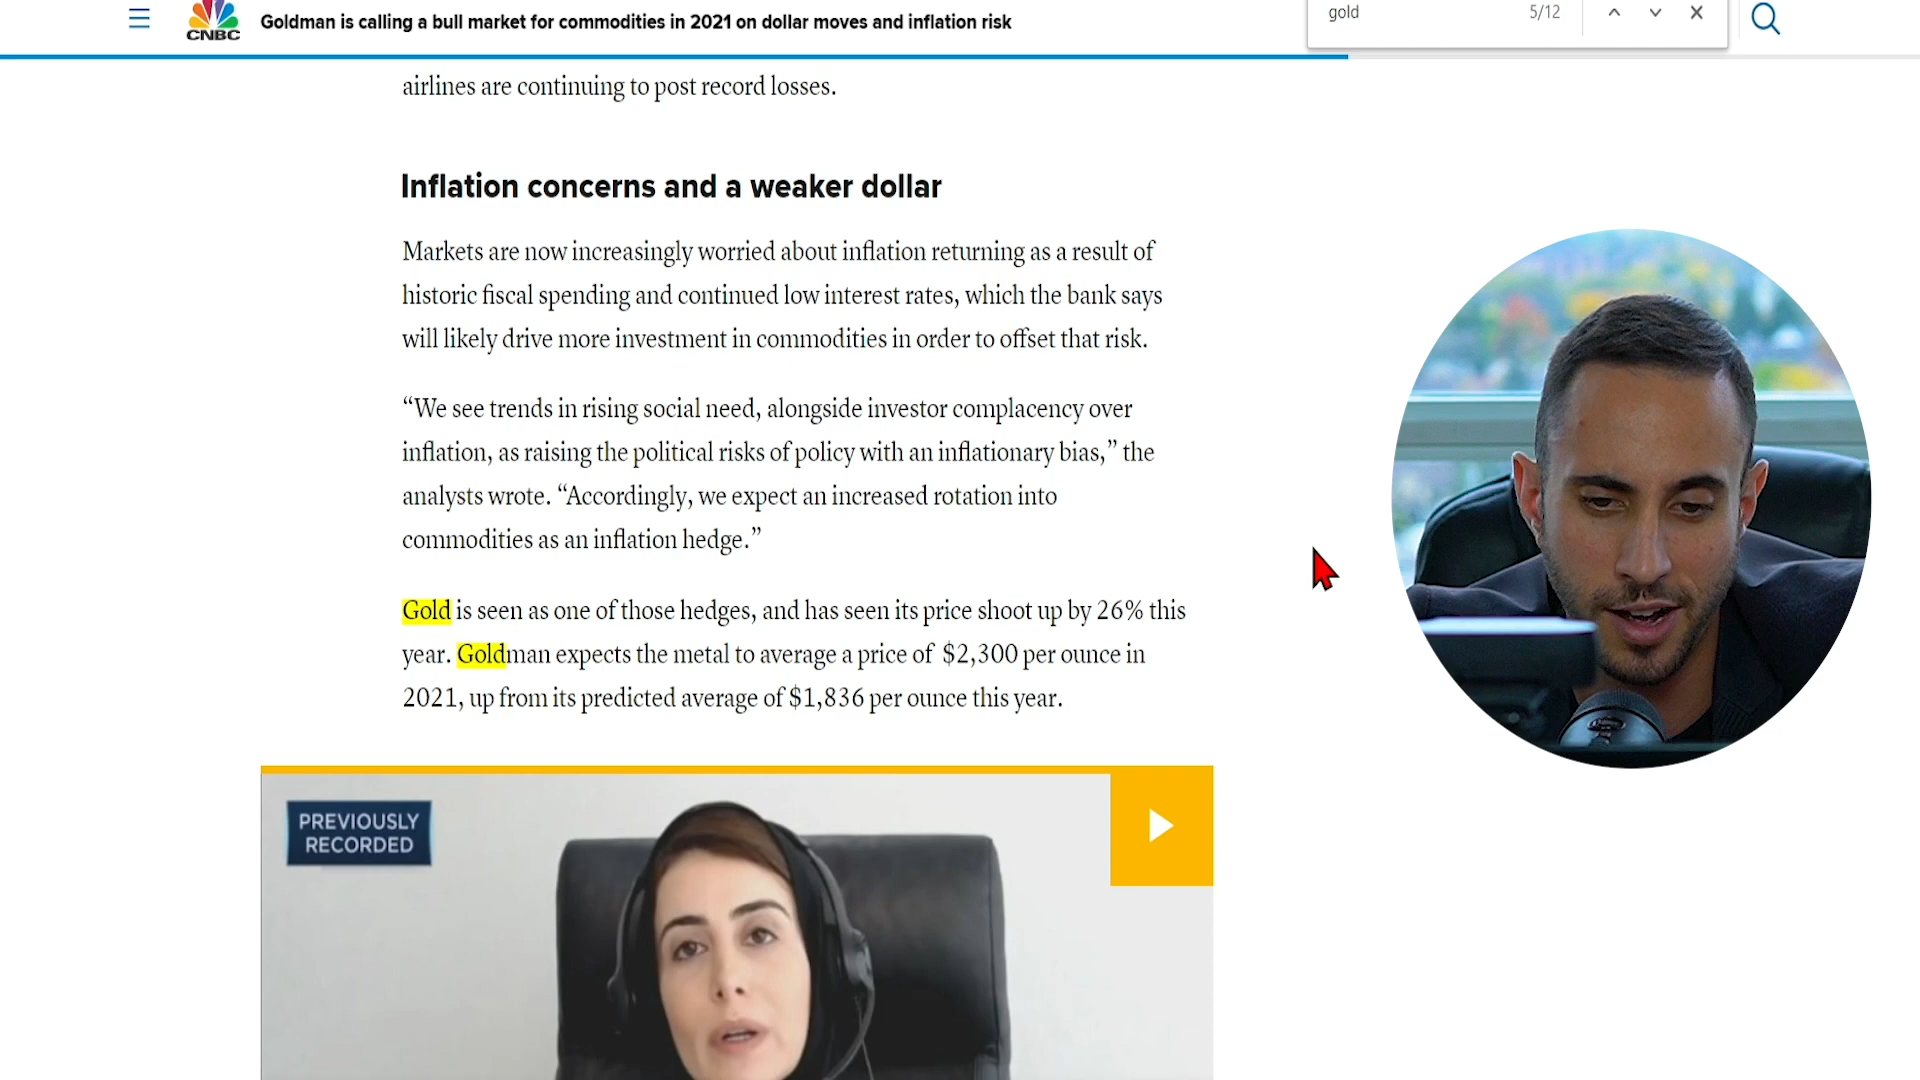 CNBC
Goldman is calling a bull market for commodities in 2021 on dollar moves and inflation risk
gold
5/12
airlines are continuing to post record losses.
Inflation concerns and a weaker dollar
Markets are now increasingly worried about inflation returning as a result of
historic fiscal spending and continued low interest rates, which the bank says
will likely drive more investment in commodities in order to offset that risk.
“We see trends in rising social need, alongside investor complacency over
inflation, as raising the political risks of policy with an inflationary bias,” the
analysts wrote. “Accordingly, we expect an increased rotation into
commodities as an inflation hedge.”
Gold is seen as one of those hedges, and has seen its price shoot up by 26% this
year. Goldman expects the metal to average a price of $2,300 per ounce in
2021, up from its predicted average of $1,836 per ounce this year.
PREVIOUSLY
RECORDED